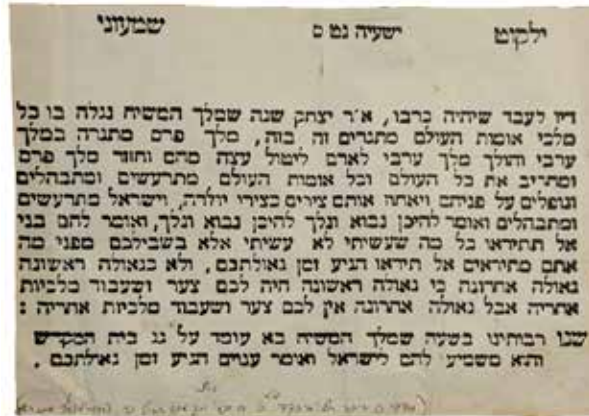 ילקוט ישעיה נט ס שמעוני
דיו לעבד שיהיה כרבו, א״ר יצחק שנה שמלך המשיח נגלה בו כל
מלכי אומות העולם מתגרים זה בזה, מלך פרס מתגרה במלך
ערבי והולך מלך ערבי לארם ליטול עצה מהם וחוזר מלך פרס
ומחריב את כל העולם וכל אומות העולם מתרעשים ומתבהלים
ונופלים על פניהם ויאחוז אותם צירים כצירי יולדה, וישראל מתרעשים
ומתבהלים ואומר להיכן נבוא ונלך להיכן נבוא ונלך, ואומר להם בני
אל תתיראו כל מה שעשיתי לא עשיתי אלא בשבילכם מפני מה
אתם מתיראים אל תיראו הגיע זמן גאולתכם, ולא כגאולה ראשונה
גאולה אחרונה כי גאולה ראשונה היה לכם צער ושעבוד מלכיות
אחריה אבל גאולה אחרונה אין לכם צער ושעבוד מלכיות אחריה :
שנו רבותינו בשעה שמלך המשיח בא עומד על גג בית המקדש
והוא משמיע להם לישראל ואומר ענוים הגיע זמן גאולתכם .